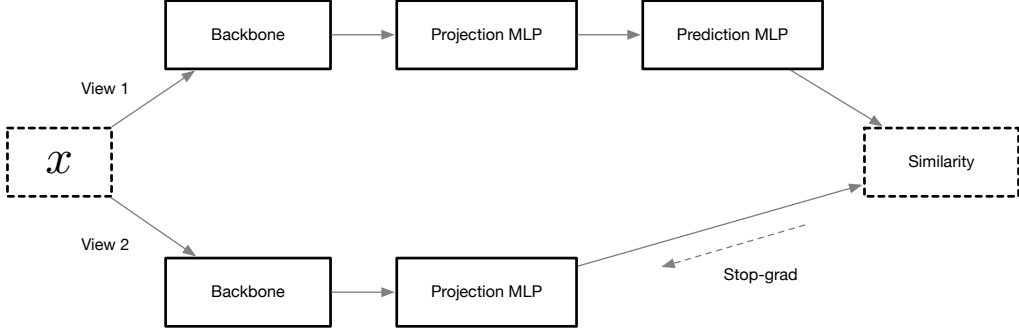 Backbone
Projection MLP
Prediction MLP
View 1
x
Similarity
View 2
Stop-grad
Backbone
Projection MLP